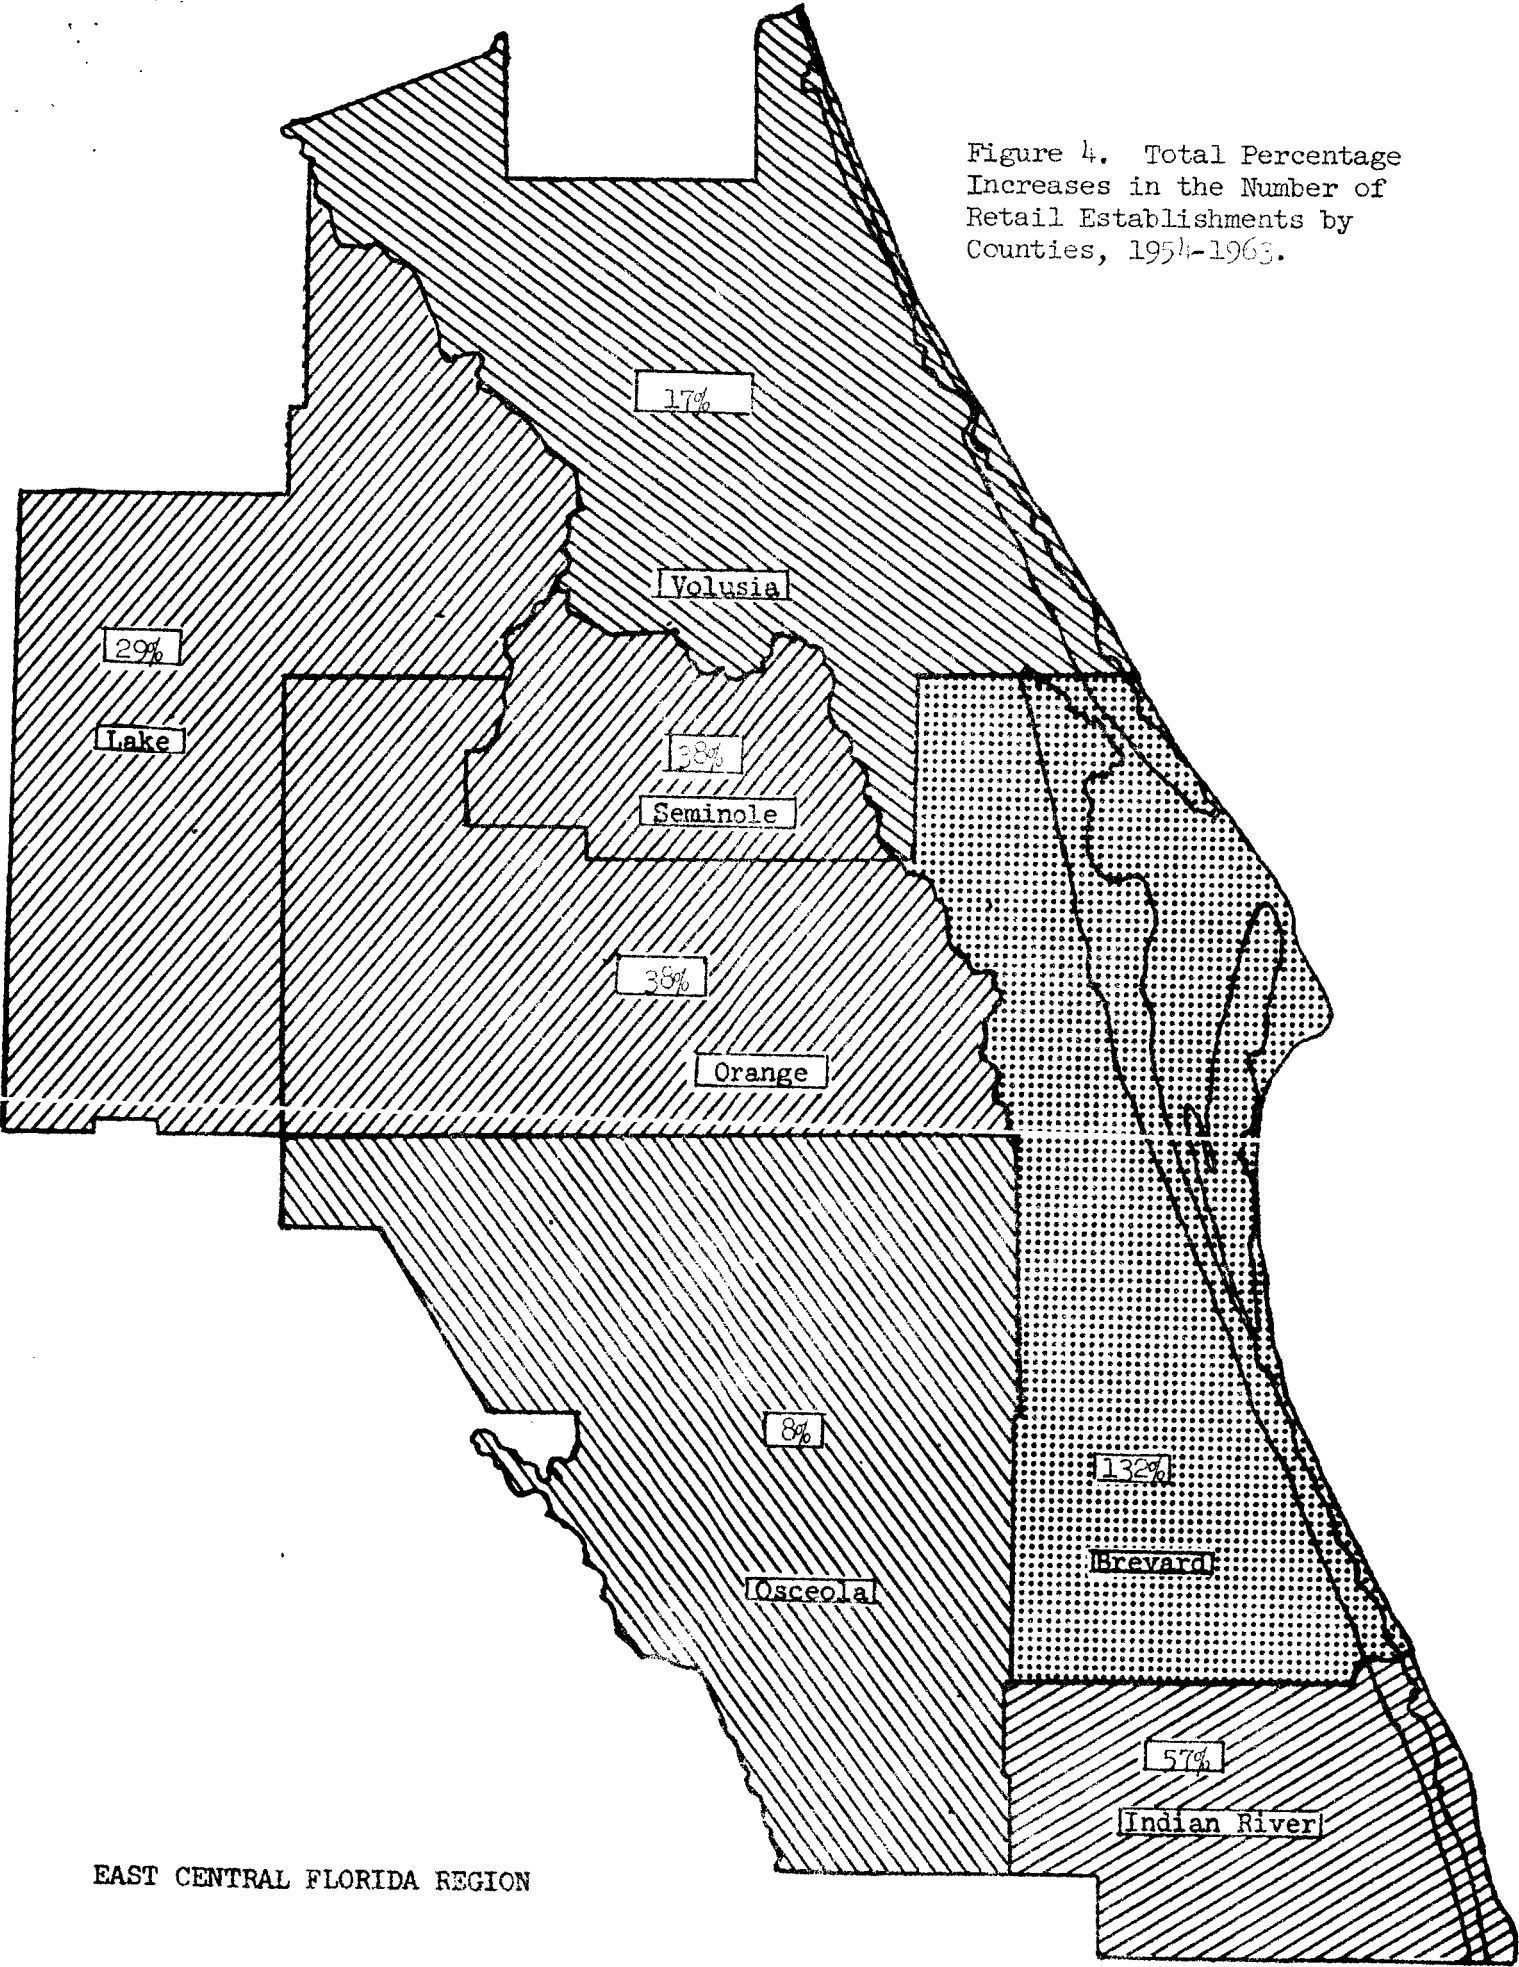 Figure 4. Total Percentage
Increases in the Number of
Retail Establishments by
Counties, 1954-1963.
17%
Volusia
29%
Lake
38%
Seminole
38%
Orange
8%
132%
Brevard
Osceola
57%
Indian River
EAST CENTRAL FLORIDA REGION